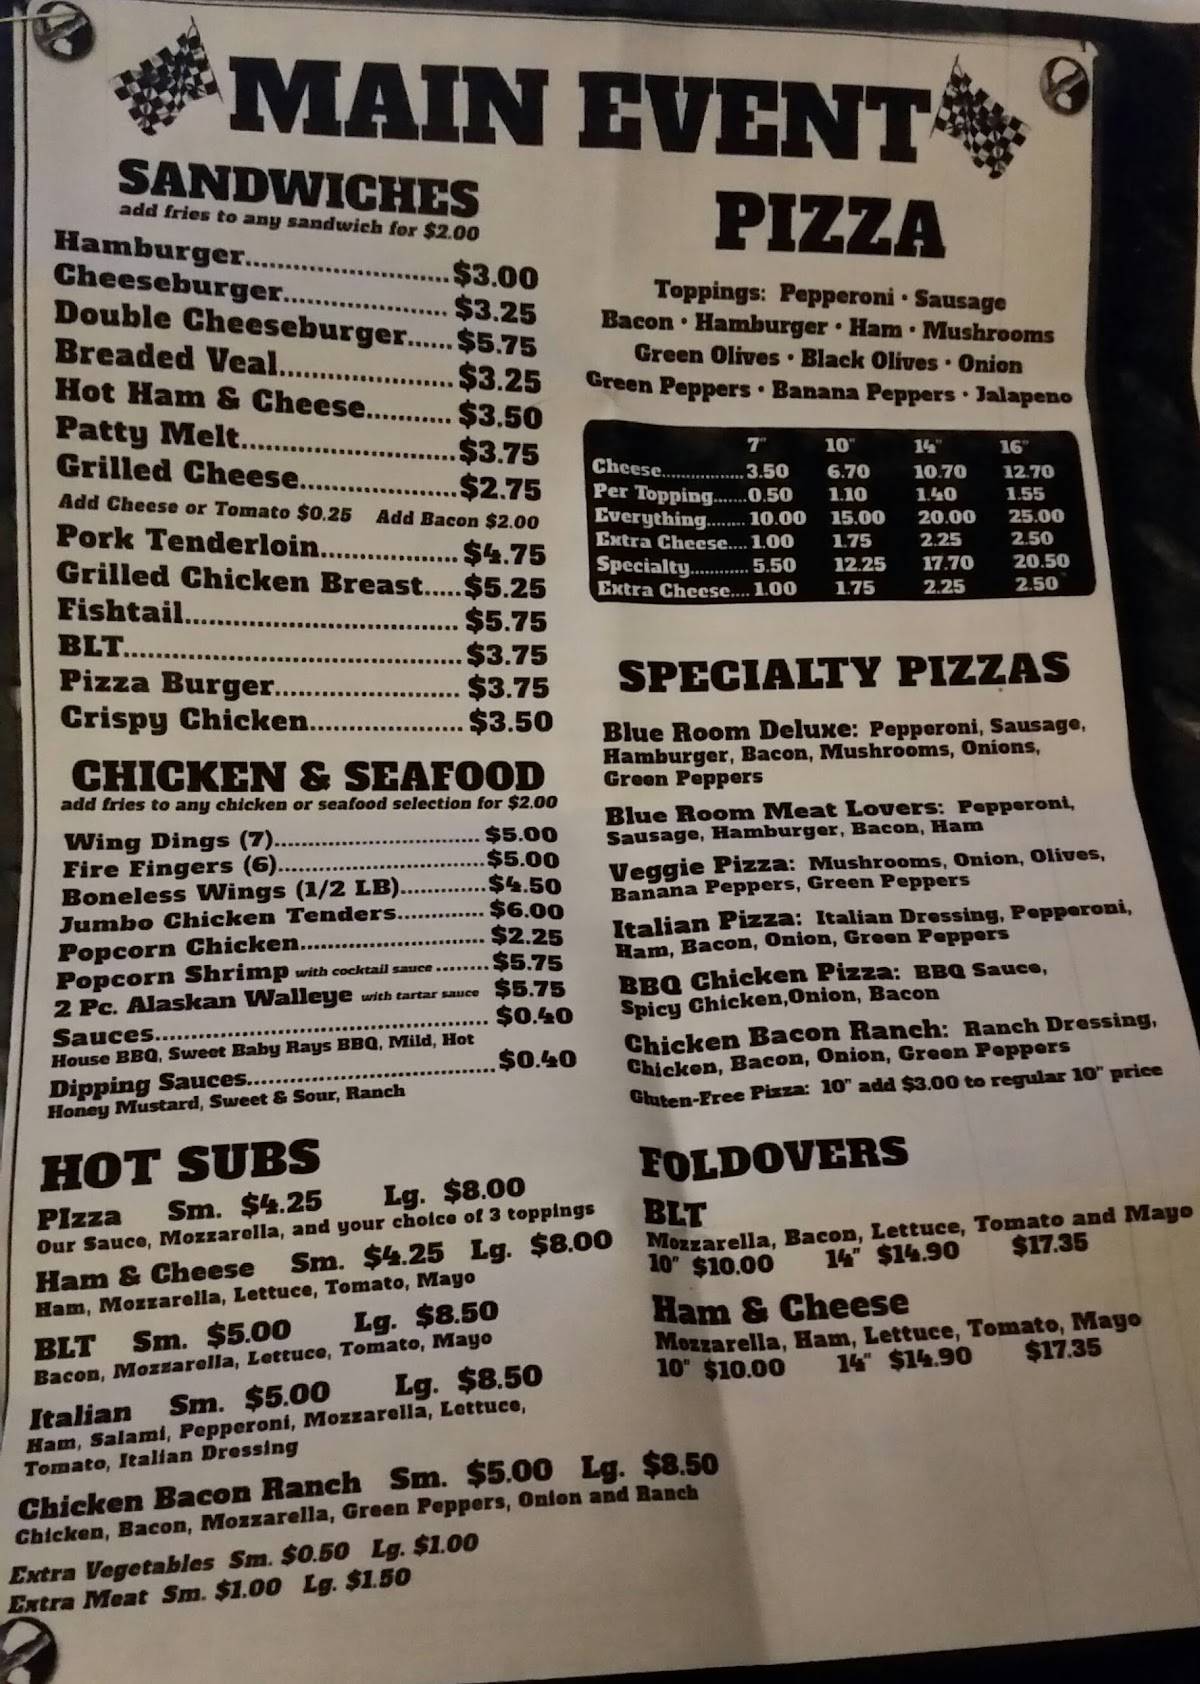 MAIN EVENT
SANDWICHES
add fries to any sandwich for $2.00
Hamburger..........................$3.00
Cheeseburger.....................$3.25
Double Cheeseburger......$5.75
Breaded Veal......................$3.25
Hot Ham & Cheese...........$3.50
Patty Melt...........................$3.75
Grilled Cheese....................$2.75
Add Cheese or Tomato $0.25 Add Bacon $2.00
Pork Tenderloin.................$4.75
Grilled Chicken Breast.....$5.25
Fishtail..................................$5.75
BLT..........................................$3.75
Pizza Burger.......................$3.75
Crispy Chicken...................$3.50
CHICKEN & SEAFOOD
add fries to any chicken or seafood selection for $2.00
Wing Dings (7)..............................$5.00
Fire Fingers (6)..............................$5.00
Boneless Wings (1/2 LB).............$4.50
Jumbo Chicken Tenders.............$6.00
Popcorn Chicken...........................$2.25
Popcorn Shrimp with cocktail sauce ........$5.75
2 Pc. Alaskan Walleye with tartar sauce $5.75
Sauces................................................$0.40
House BBQ, Sweet Baby Rays BBQ, Mild, Hot
Dipping Sauces....................................$0.40
Honey Mustard, Sweet & Sour, Ranch
HOT SUBS
PIzza Sm. $4.25 Lg. $8.00
Our Sauce, Mozzarella, and your choice of 3 toppings
Ham & Cheese Sm. $4.25 Lg. $8.00
Ham, Mozzarella, Lettuce, Tomato, Mayo
BLT Sm. $5.00 Lg. $8.50
Bacon, Mozzarella, Lettuce, Tomato, Mayo
Italian Sm. $5.00 Lg. $8.50
Ham, Salami, Pepperoni, Mozzarella, Lettuce,
Tomato, Italian Dressing
Chicken Bacon Ranch Sm. $5.00 Lg. $8.50
Chicken, Bacon, Mozzarella, Green Peppers, Onion and Ranch
Extra Vegetables Sm. $0.50 Lg. $1.00
Extra Meat Sm. $1.00 Lg. $1.50
PIZZA
Toppings: Pepperoni • Sausage
Bacon • Hamburger • Ham • Mushrooms
Green Olives • Black Olives • Onion
Green Peppers • Banana Peppers • Jalapeno
7" 10" 14" 16"
Cheese.................3.50 6.70 10.70 12.70
Per Topping.......0.50 1.10 1.40 1.55
Everything........10.00 15.00 20.00 25.00
Extra Cheese....1.00 1.75 2.25 2.50
Specialty............5.50 12.25 17.70 20.50
Extra Cheese....1.00 1.75 2.25 2.50
SPECIALTY PIZZAS
Blue Room Deluxe: Pepperoni, Sausage,
Hamburger, Bacon, Mushrooms, Onions,
Green Peppers
Blue Room Meat Lovers: Pepperoni,
Sausage, Hamburger, Bacon, Ham
Veggie Pizza: Mushrooms, Onion, Olives,
Banana Peppers, Green Peppers
Italian Pizza: Italian Dressing, Pepperoni,
Ham, Bacon, Onion, Green Peppers
BBQ Chicken Pizza: BBQ Sauce,
Spicy Chicken,Onion, Bacon
Chicken Bacon Ranch: Ranch Dressing,
Chicken, Bacon, Onion, Green Peppers
Gluten-Free Pizza: 10" add $3.00 to regular 10" price
FOLDOVERS
BLT
Mozzarella, Bacon, Lettuce, Tomato and Mayo
10" $10.00 14" $14.90 $17.35
Ham & Cheese
Mozzarella, Ham, Lettuce, Tomato, Mayo
10" $10.00 14" $14.90 $17.35